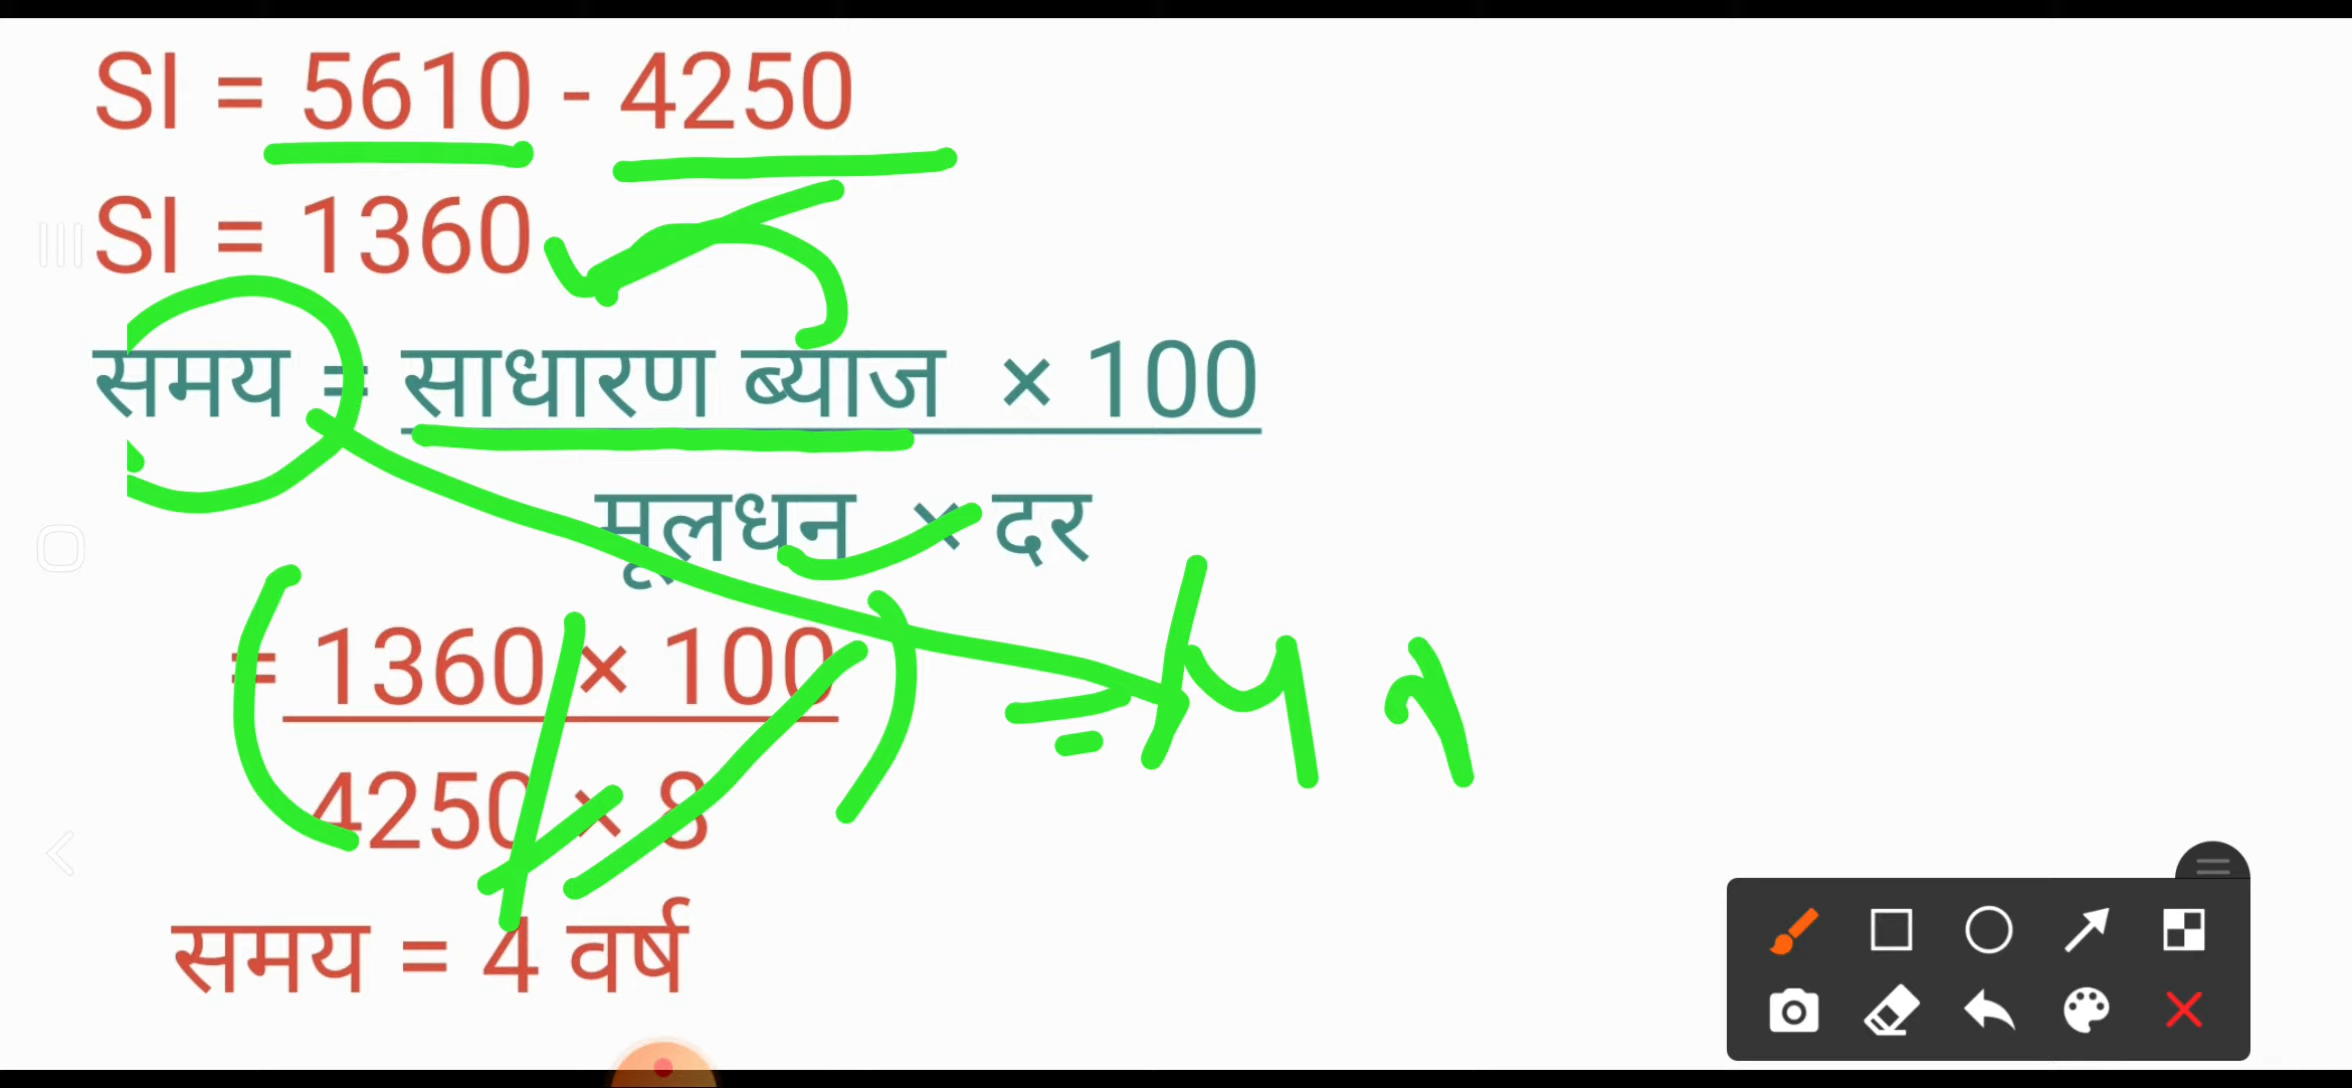 SI = 5610 - 4250
SI = 1360
समय = साधारण ब्याज × 100
मूलधन × दर
= 1360 × 100
4250 × 8
समय = 4 वर्ष